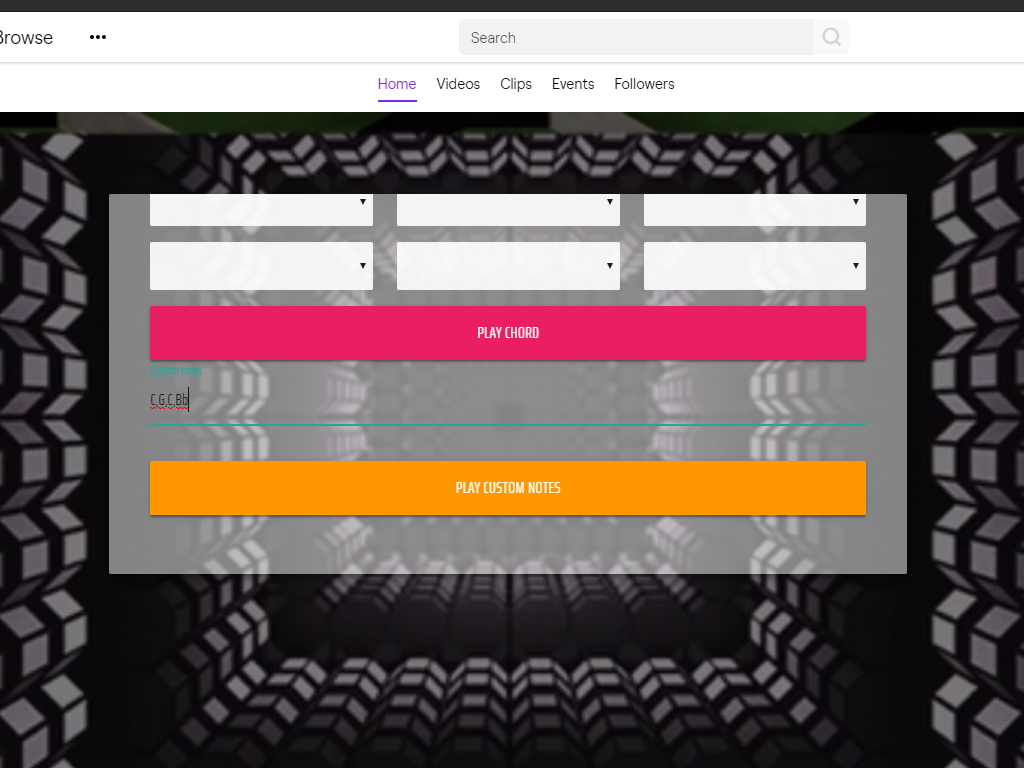 Browse ••• Search
Home Videos Clips Events Followers
PLAY CHORD
Custom notes...
C,G,C,Bb
PLAY CUSTOM NOTES